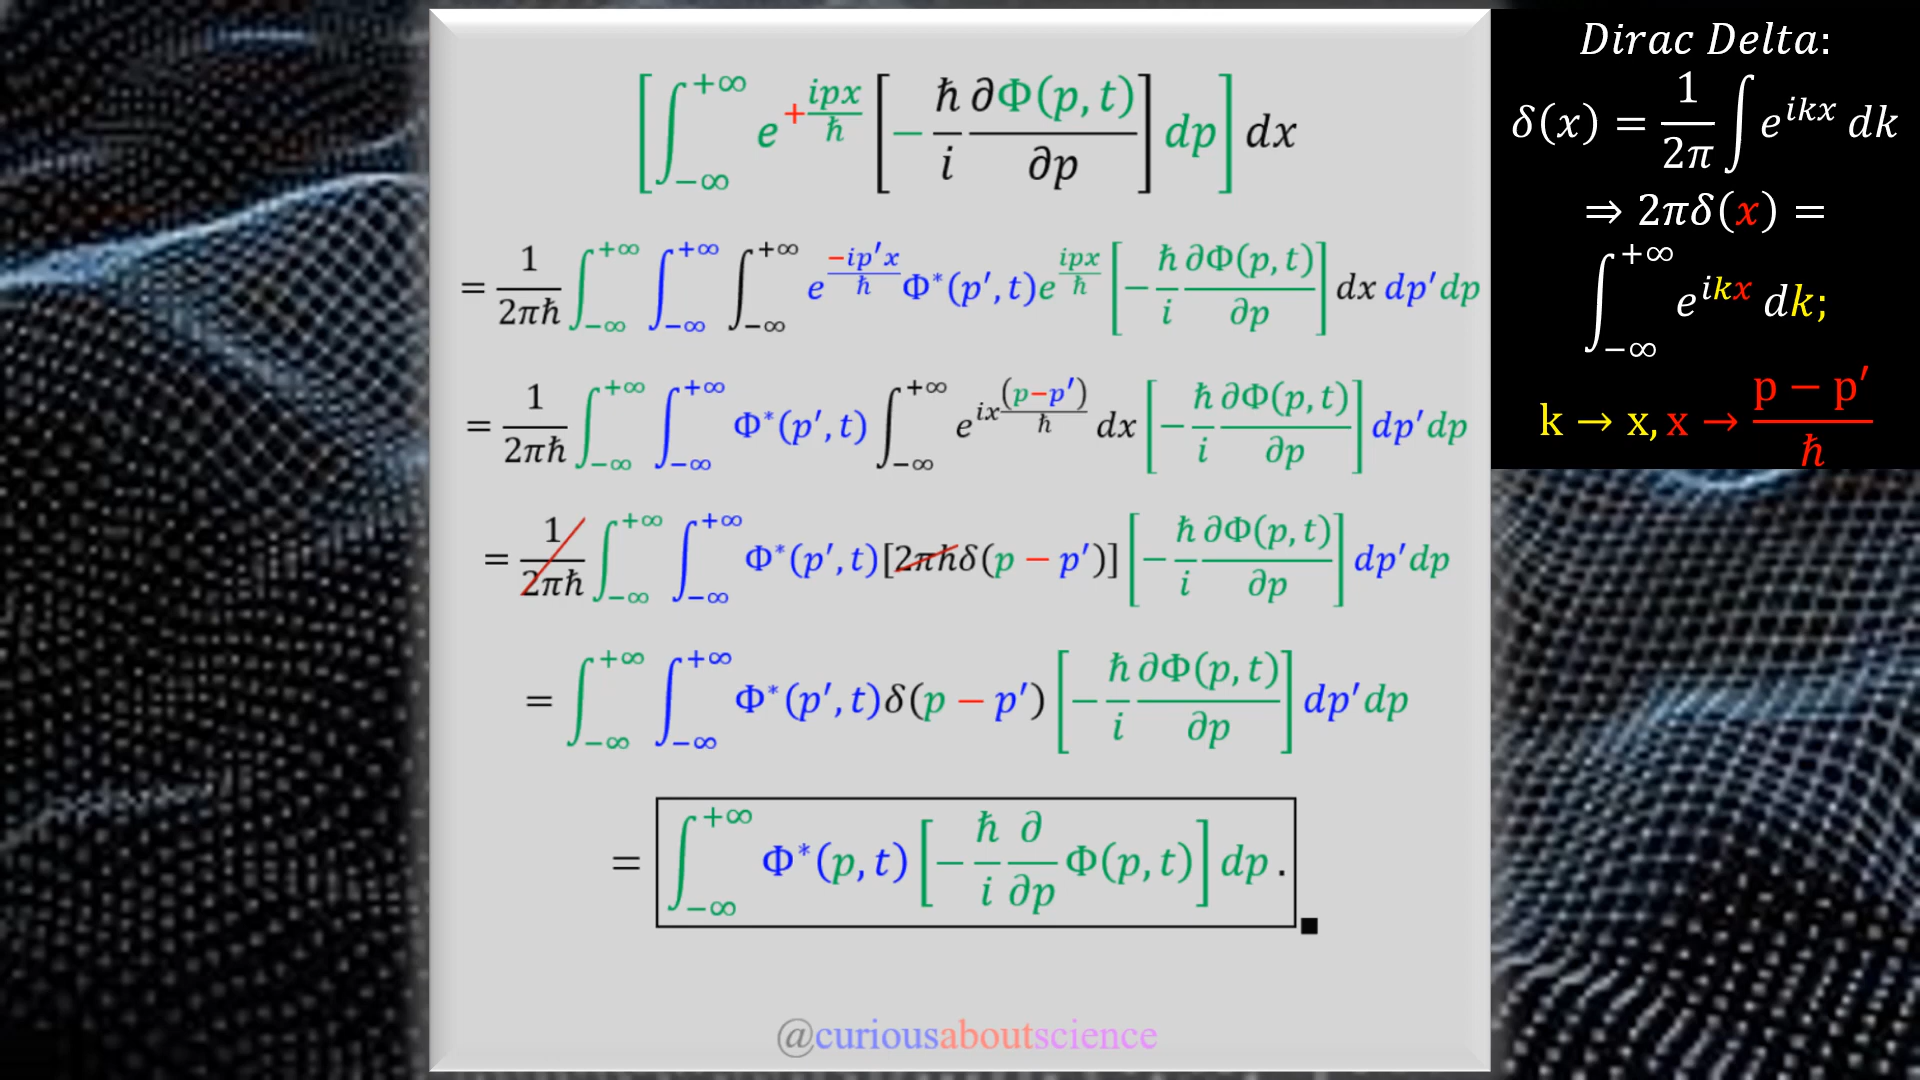 [∫_{-∞}^{+∞} e^{+ipx/ħ} [-ħ/i ∂Φ(p,t)/∂p] dp] dx
= 1/2πħ ∫_{-∞}^{+∞} ∫_{-∞}^{+∞} ∫_{-∞}^{+∞} e^{-ip′x/ħ} Φ*(p′,t) e^{ipx/ħ} [-ħ/i ∂Φ(p,t)/∂p] dx dp′dp
= 1/2πħ ∫_{-∞}^{+∞} ∫_{-∞}^{+∞} Φ*(p′,t) ∫_{-∞}^{+∞} e^{ix(p-p′)/ħ} dx [-ħ/i ∂Φ(p,t)/∂p] dp′dp
= 1/2πħ ∫_{-∞}^{+∞} ∫_{-∞}^{+∞} Φ*(p′,t)[2πħδ(p - p′)] [-ħ/i ∂Φ(p,t)/∂p] dp′dp
= ∫_{-∞}^{+∞} ∫_{-∞}^{+∞} Φ*(p′,t)δ(p - p′) [-ħ/i ∂Φ(p,t)/∂p] dp′dp
= ∫_{-∞}^{+∞} Φ*(p,t) [-ħ/i ∂/∂p Φ(p,t)] dp . ■
@curiousaboutscience
Dirac Delta:
δ(x) = 1/2π ∫ e^{ikx} dk
⇒ 2πδ(x) =
∫_{-∞}^{+∞} e^{ikx} dk;
k → x, x → p - p′/ħ